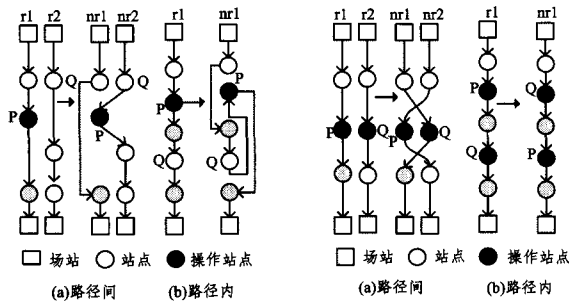 r1 r2 nr1 nr2 r1 nr1
Q P Q
P P P
Q Q
□ 场站 ○ 站点 ● 操作站点
(a)路径间 (b)路径内
r1 r2 nr1 nr2 r1 nr1
P Q
P Q P Q
Q P
□ 场站 ○ 站点 ● 操作站点
(a)路径间 (b)路径内